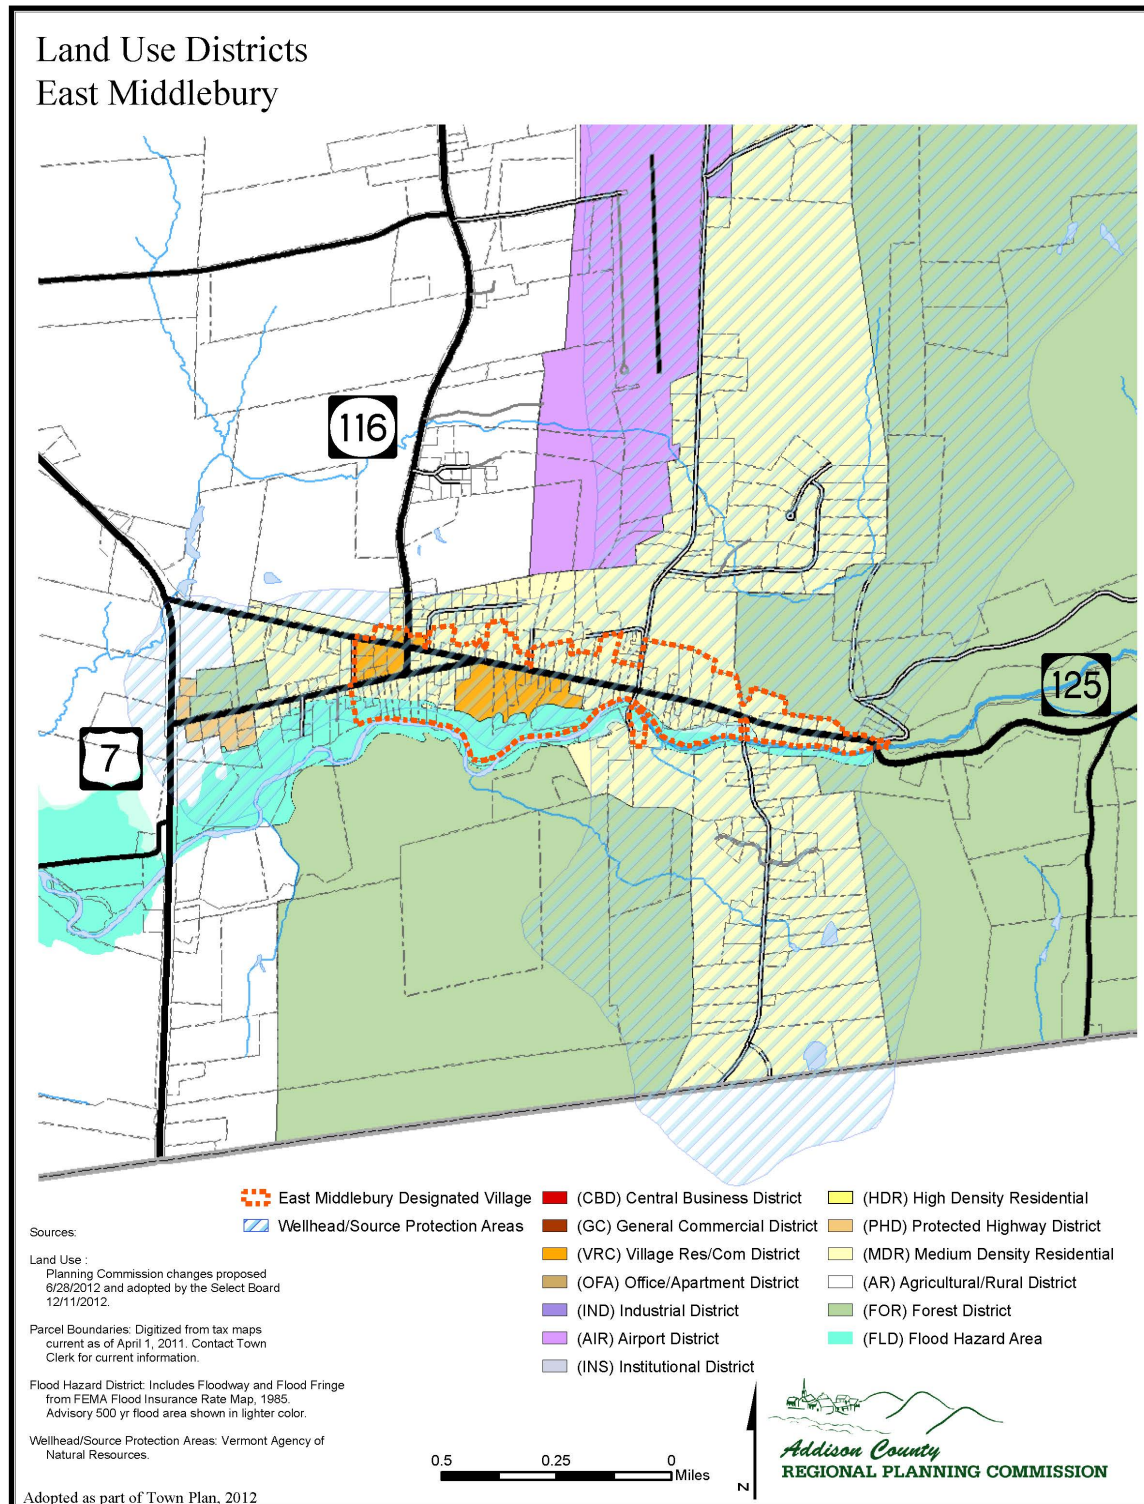 Land Use Districts
East Middlebury
116
125
7
East Middlebury Designated Village
Wellhead/Source Protection Areas
(CBD) Central Business District
(GC) General Commercial District
(VRC) Village Res/Com District
(OFA) Office/Apartment District
(IND) Industrial District
(AIR) Airport District
(INS) Institutional District
(HDR) High Density Residential
(PHD) Protected Highway District
(MDR) Medium Density Residential
(AR) Agricultural/Rural District
(FOR) Forest District
(FLD) Flood Hazard Area
Sources:
Land Use :
Planning Commission changes proposed
6/28/2012 and adopted by the Select Board
12/11/2012.
Parcel Boundaries: Digitized from tax maps
current as of April 1, 2011. Contact Town
Clerk for current information.
Flood Hazard District: Includes Floodway and Flood Fringe
from FEMA Flood Insurance Rate Map, 1985.
Advisory 500 yr flood area shown in lighter color.
Wellhead/Source Protection Areas: Vermont Agency of
Natural Resources.
Adopted as part of Town Plan, 2012
0.5 0.25 0
Miles
N
Addison County
REGIONAL PLANNING COMMISSION